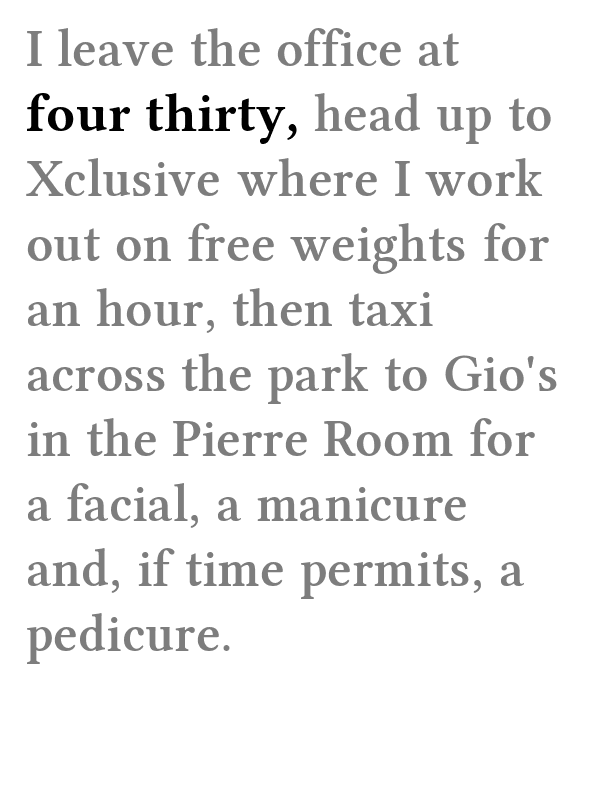 I leave the office at
four thirty, head up to
Xclusive where I work
out on free weights for
an hour, then taxi
across the park to Gio's
in the Pierre Room for
a facial, a manicure
and, if time permits, a
pedicure.